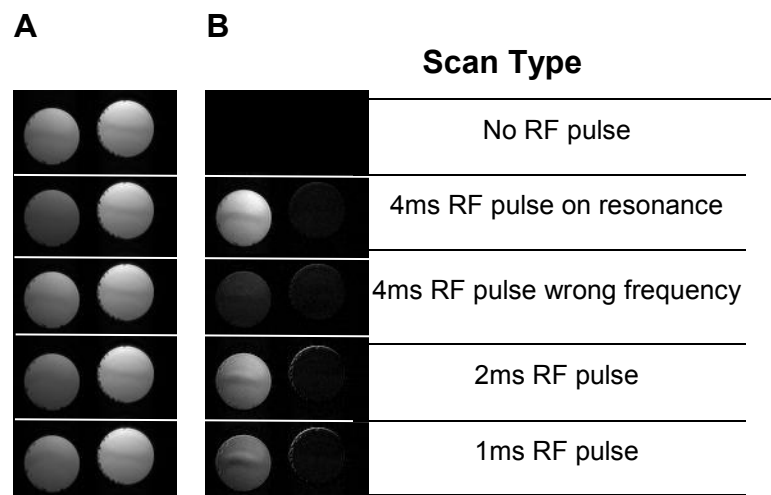 A
B
Scan Type
No RF pulse
4ms RF pulse on resonance
4ms RF pulse wrong frequency
2ms RF pulse
1ms RF pulse